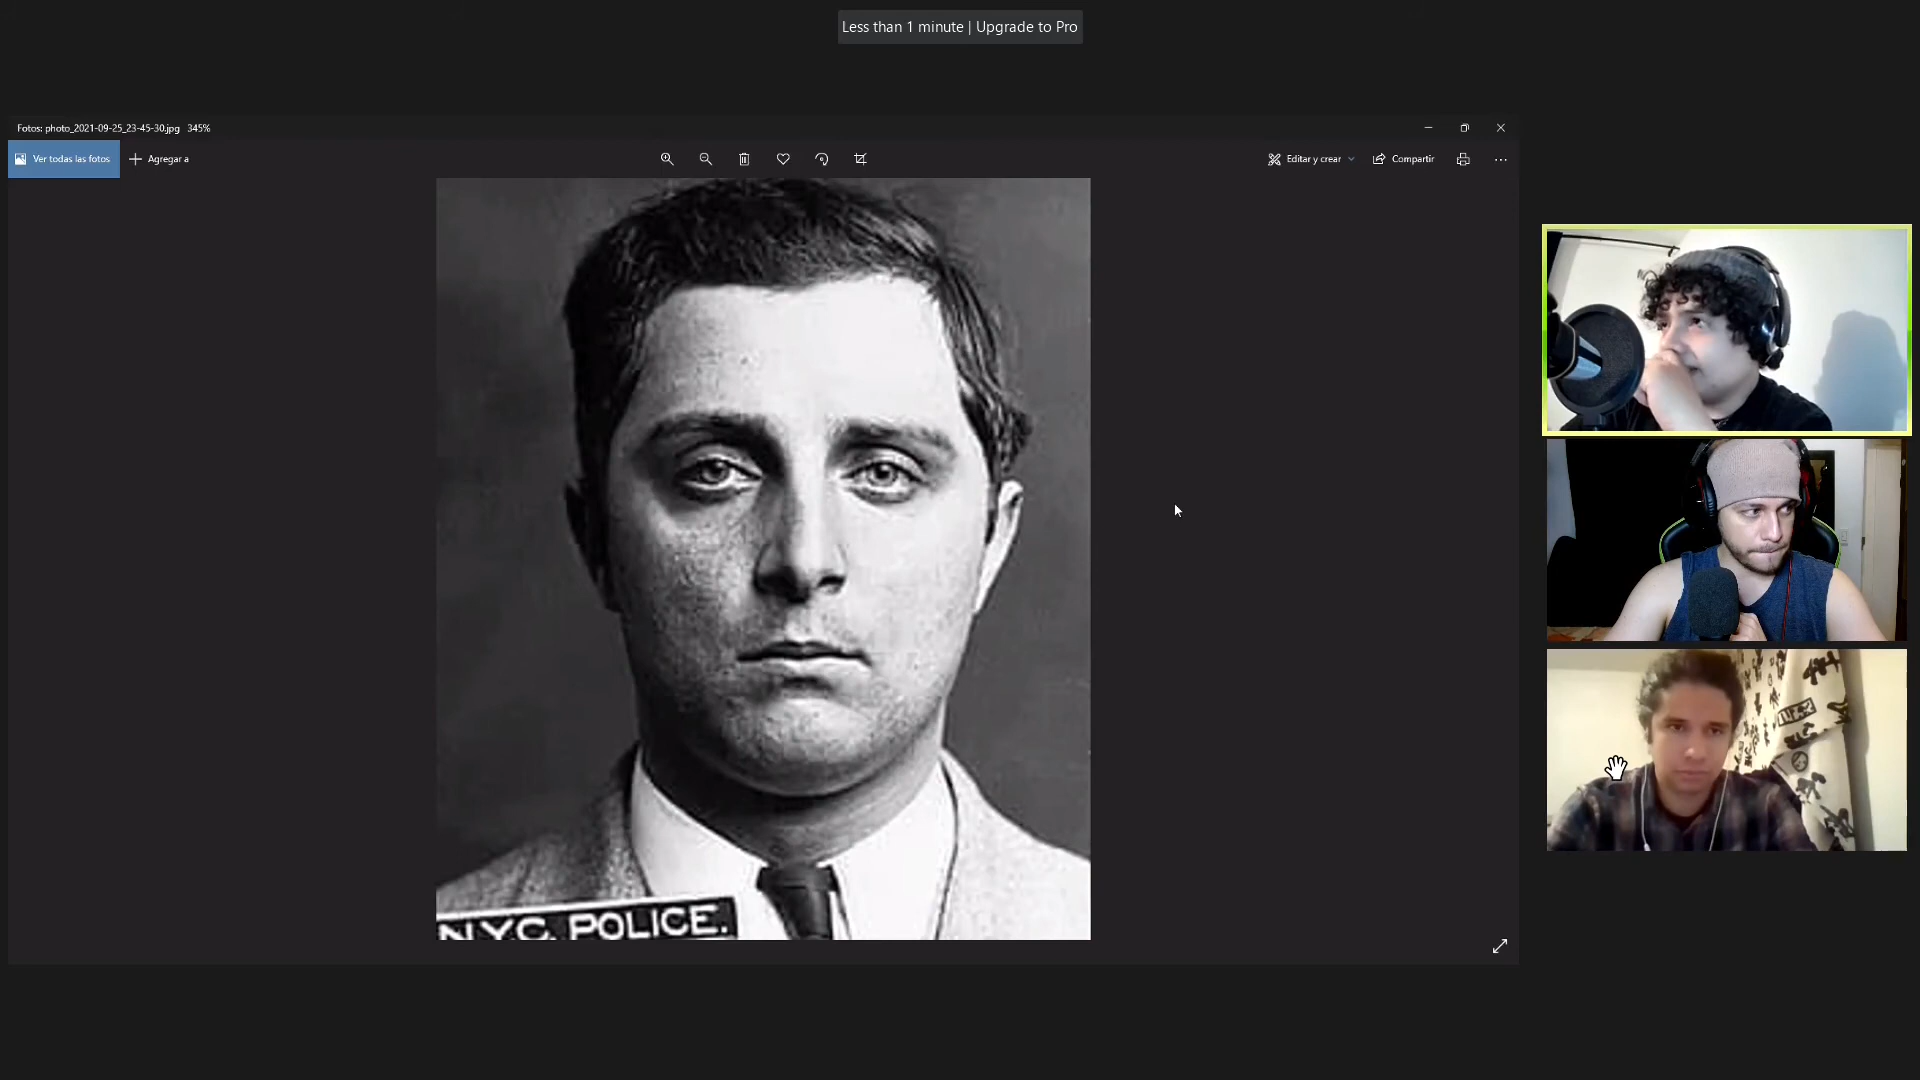 Less than 1 minute | Upgrade to Pro
Fotos: photo_2021-09-25_23-45-30.jpg 345%
Ver todas las fotos
Agregar a
Editar y crear
Compartir
N.Y.C. POLICE.